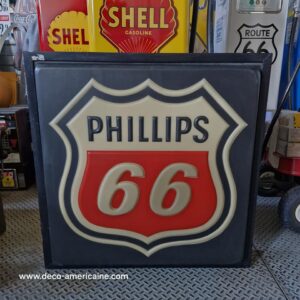 SHELL
SHELL
GASOLINE
ROUTE
66
PHILLIPS
66
www.deco-americaine.com